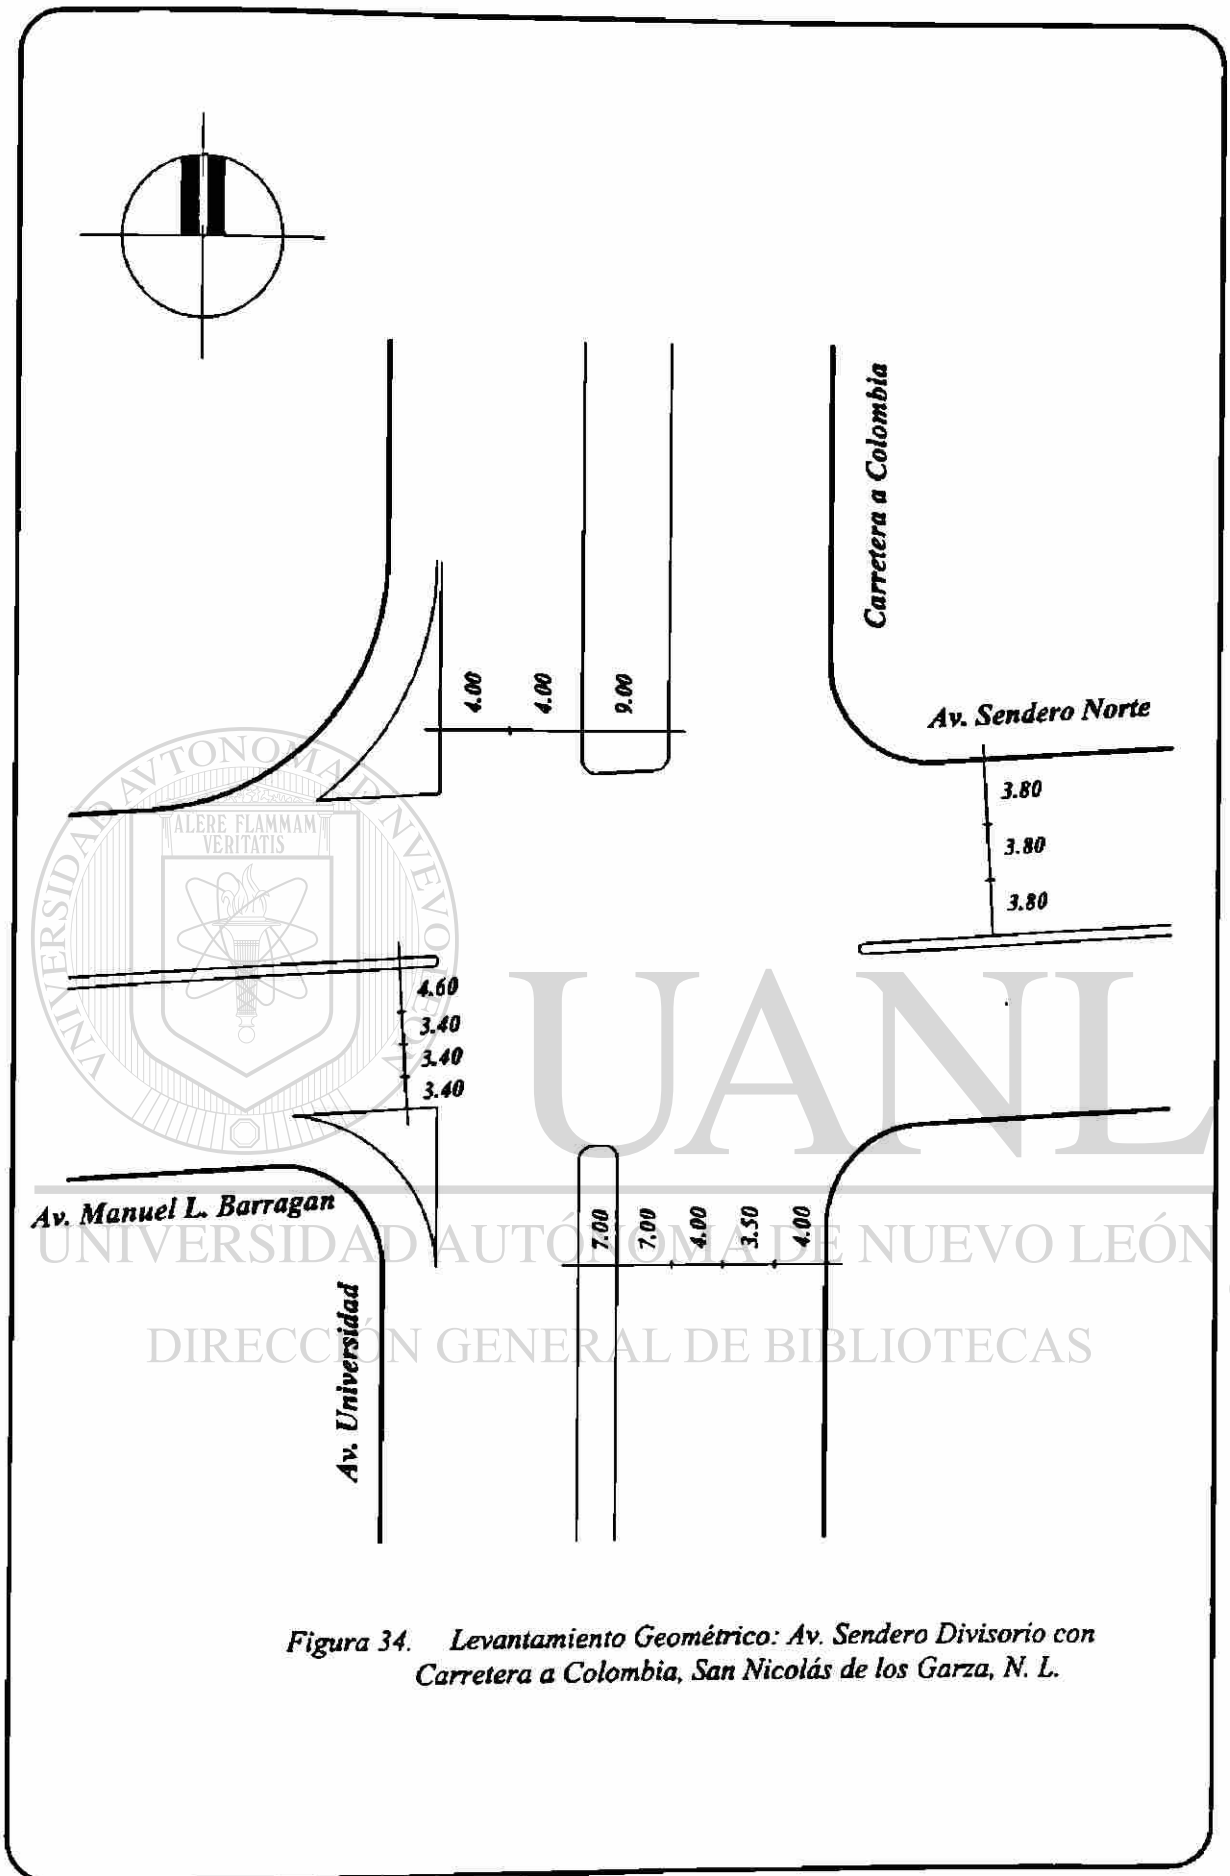 Carretera a Colombia
4.00
4.00
9.00
Av. Sendero Norte
3.80
3.80
3.80
ALERE FLAMMAM
VERITATIS
UNIVERSIDAD AVTONOMA DE NVEVO LEON
4.60
3.40
3.40
3.40
UANL
Av. Manuel L. Barragan
7.00
7.00
4.00
3.50
4.00
UNIVERSIDAD AUTÓNOMA DE NUEVO LEÓN
Av. Universidad
DIRECCIÓN GENERAL DE BIBLIOTECAS
Figura 34. Levantamiento Geométrico: Av. Sendero Divisorio con
Carretera a Colombia, San Nicolás de los Garza, N. L.